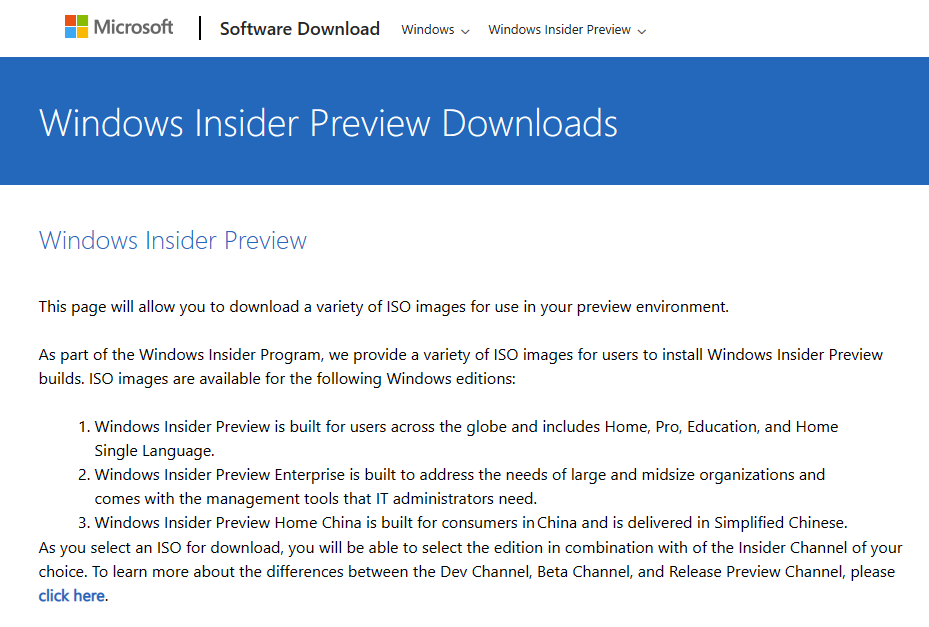 Microsoft | Software Download Windows Windows Insider Preview
Windows Insider Preview Downloads
Windows Insider Preview
This page will allow you to download a variety of ISO images for use in your preview environment.
As part of the Windows Insider Program, we provide a variety of ISO images for users to install Windows Insider Preview
builds. ISO images are available for the following Windows editions:
1. Windows Insider Preview is built for users across the globe and includes Home, Pro, Education, and Home
Single Language.
2. Windows Insider Preview Enterprise is built to address the needs of large and midsize organizations and
comes with the management tools that IT administrators need.
3. Windows Insider Preview Home China is built for consumers in China and is delivered in Simplified Chinese.
As you select an ISO for download, you will be able to select the edition in combination with of the Insider Channel of your
choice. To learn more about the differences between the Dev Channel, Beta Channel, and Release Preview Channel, please
click here.